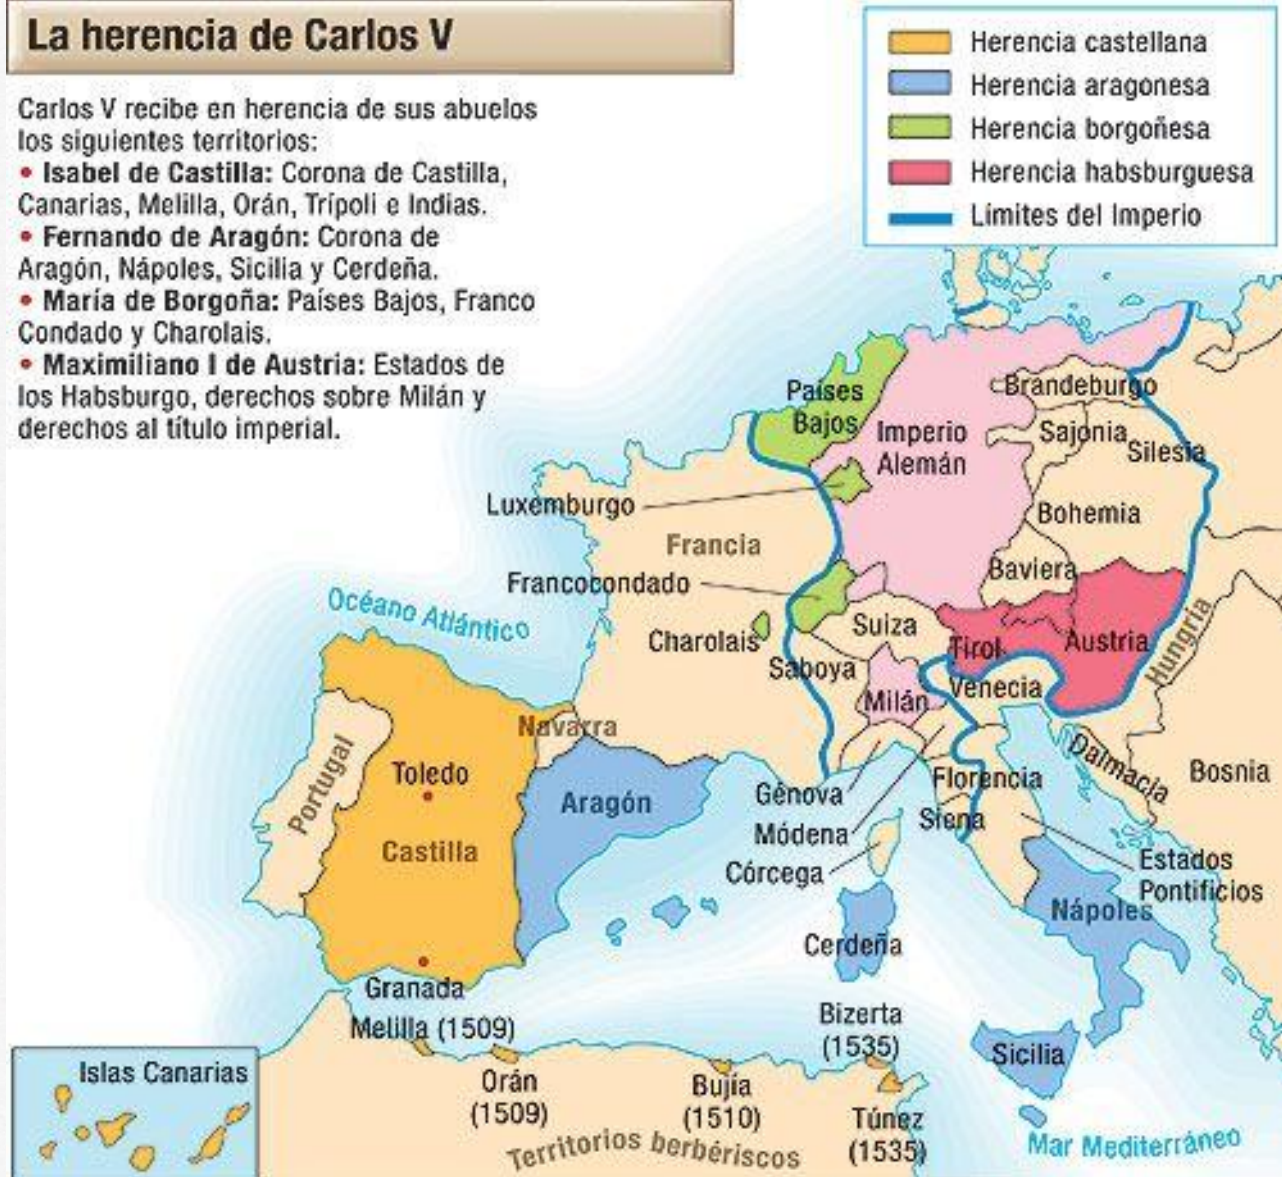 La herencia de Carlos V
Carlos V recibe en herencia de sus abuelos
los siguientes territorios:
• Isabel de Castilla: Corona de Castilla,
Canarias, Melilla, Orán, Trípoli e Indias.
• Fernando de Aragón: Corona de
Aragón, Nápoles, Sicilia y Cerdeña.
• María de Borgoña: Países Bajos, Franco
Condado y Charolais.
• Maximiliano I de Austria: Estados de
los Habsburgo, derechos sobre Milán y
derechos al título imperial.
Herencia castellana
Herencia aragonesa
Herencia borgoñesa
Herencia habsburguesa
Límites del Imperio
Países
Bajos
Imperio
Alemán
Brandeburgo
Sajonia
Silesia
Luxemburgo
Bohemia
Francia
Baviera
Francocondado
Océano Atlántico
Charolais
Suiza
Tirol
Austria
Hungría
Saboya
Milán
Venecia
Navarra
Portugal
Toledo
Aragón
Castilla
Génova
Módena
Córcega
Florencia
Siena
Dalmacia
Bosnia
Estados
Pontificios
Nápoles
Cerdeña
Granada
Melilla (1509)
Orán
(1509)
Bujía
(1510)
Bizerta
(1535)
Túnez
(1535)
Sicilia
Islas Canarias
Territorios berbériscos
Mar Mediterráneo